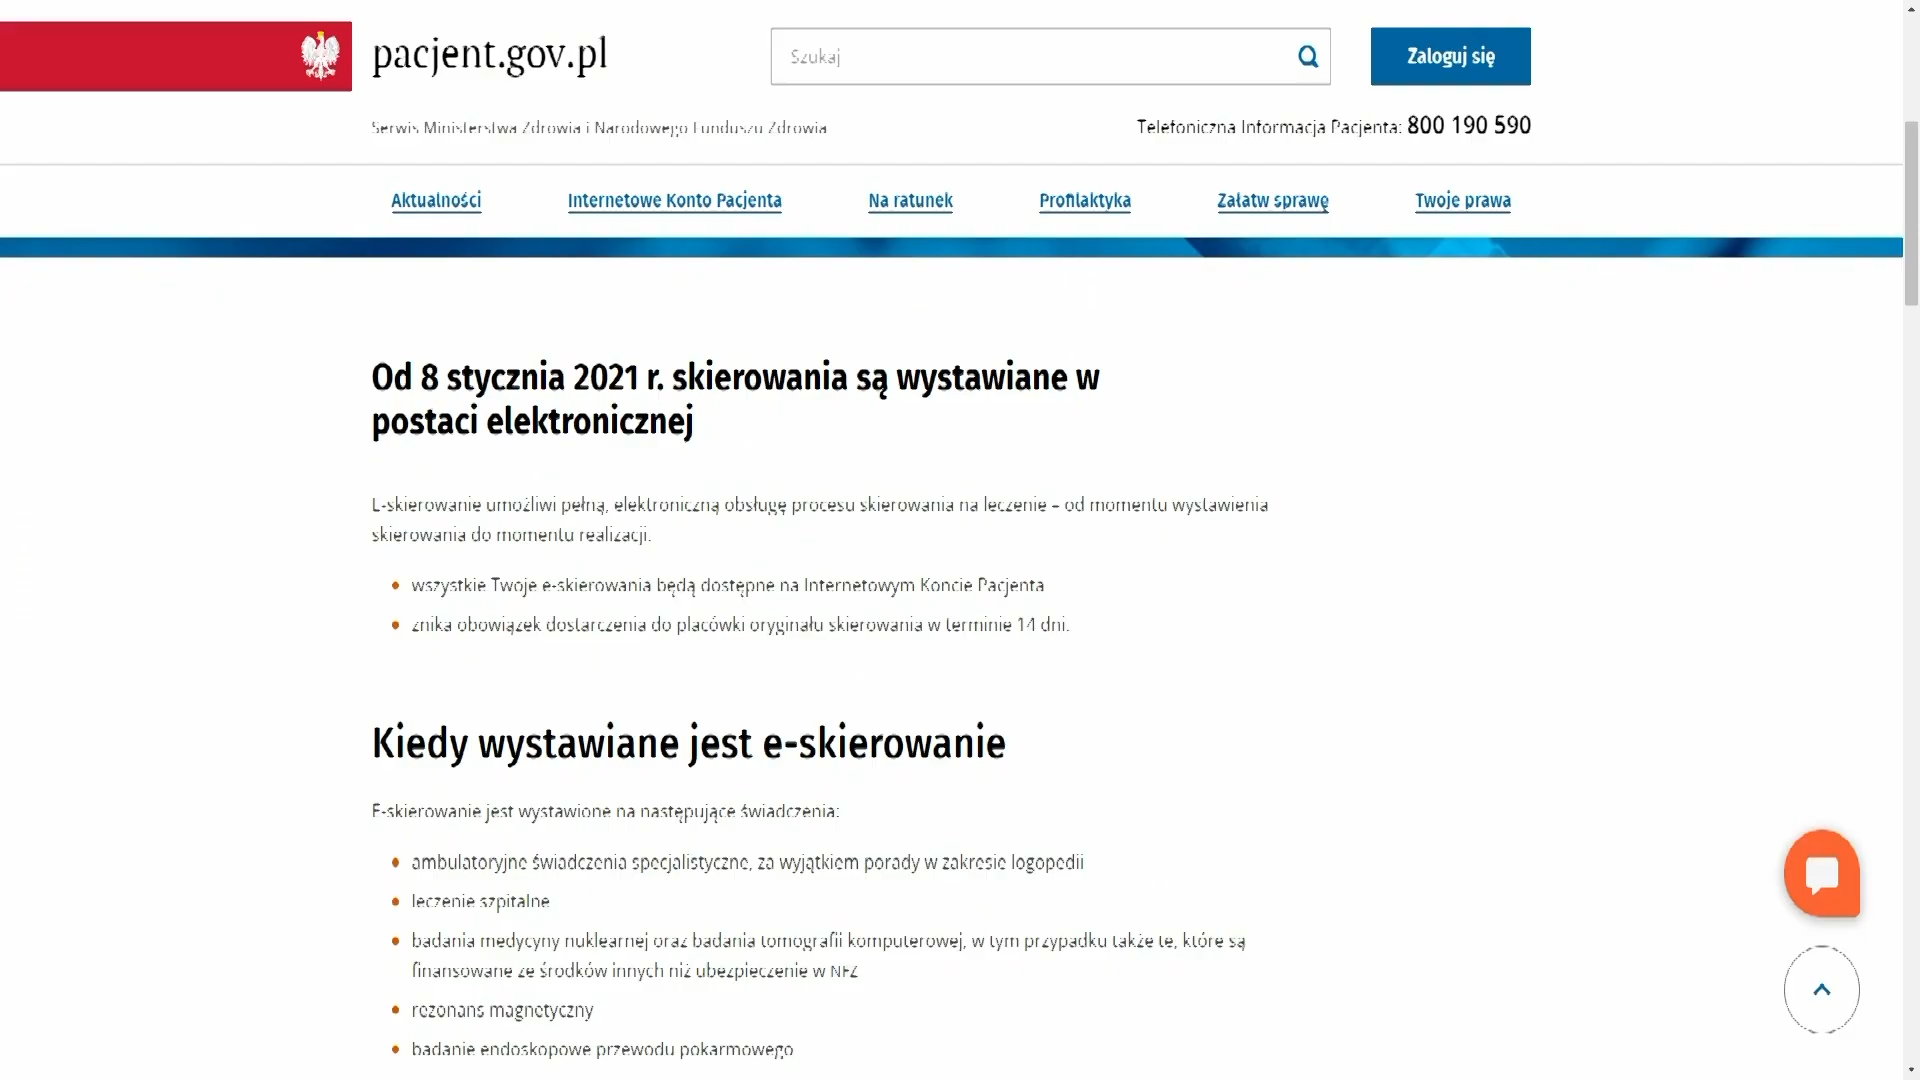 pacjent.gov.pl
Szukaj
Zaloguj się
Serwis Ministerstwa Zdrowia i Narodowego Funduszu Zdrowia
Telefoniczna Informacja Pacjenta: 800 190 590
Aktualności
Internetowe Konto Pacjenta
Na ratunek
Profilaktyka
Załatw sprawę
Twoje prawa
Od 8 stycznia 2021 r. skierowania są wystawiane w
postaci elektronicznej
E-skierowanie umożliwi pełną, elektroniczną obsługę procesu skierowania na leczenie – od momentu wystawienia
skierowania do momentu realizacji.
wszystkie Twoje e-skierowania będą dostępne na Internetowym Koncie Pacjenta
znika obowiązek dostarczenia do placówki oryginału skierowania w terminie 14 dni.
Kiedy wystawiane jest e-skierowanie
E-skierowanie jest wystawione na następujące świadczenia:
ambulatoryjne świadczenia specjalistyczne, za wyjątkiem porady w zakresie logopedii
leczenie szpitalne
badania medycyny nuklearnej oraz badania tomografii komputerowej, w tym przypadku także te, które są
finansowane ze środków innych niż ubezpieczenie w NFZ
rezonans magnetyczny
badanie endoskopowe przewodu pokarmowego